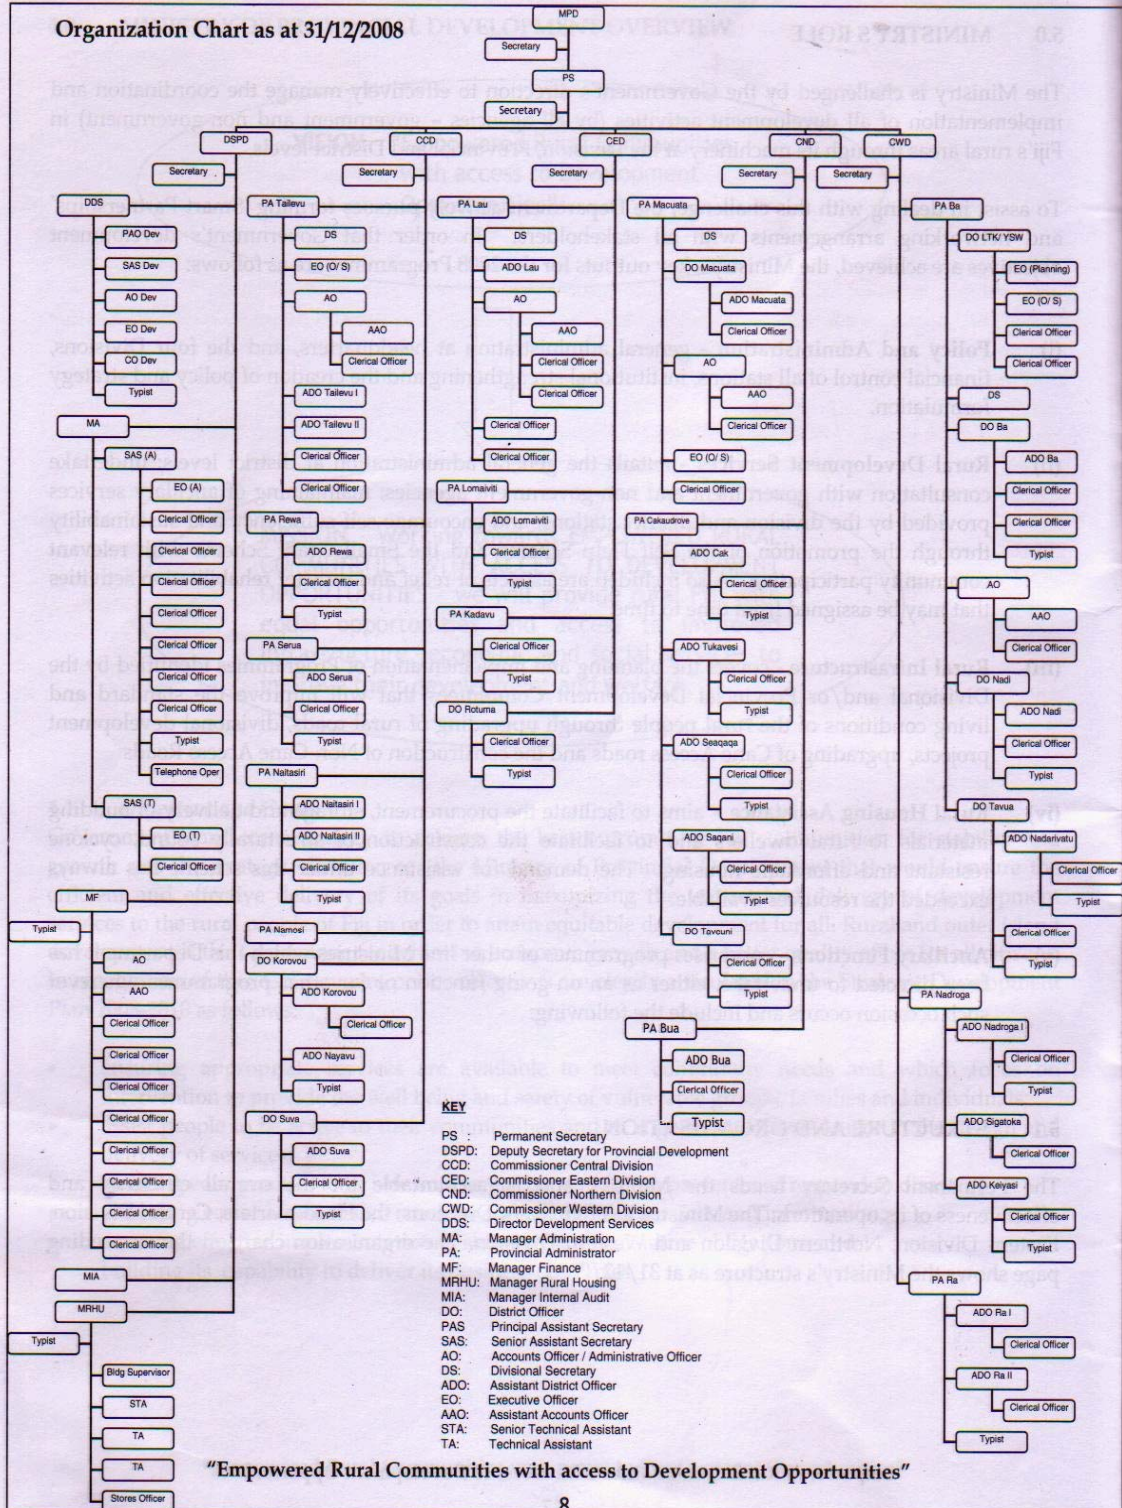 Organization Chart as at 31/12/2008
MPD
Secretary
PS
Secretary
DSPD
CCD
CED
CND
CWD
Secretary
Secretary
Secretary
Secretary
Secretary
DDS
PAO Dev
SAS Dev
AO Dev
EO Dev
CO Dev
Typist
MA
SAS (A)
EO (A)
Clerical Officer
Clerical Officer
Clerical Officer
Clerical Officer
Clerical Officer
Clerical Officer
Clerical Officer
Typist
Telephone Oper
SAS (T)
EO (T)
Clerical Officer
MF
Typist
AO
AAO
Clerical Officer
Clerical Officer
Clerical Officer
Clerical Officer
Clerical Officer
Clerical Officer
Clerical Officer
Clerical Officer
MIA
MRHU
Typist
Bldg Supervisor
STA
TA
TA
Stores Officer
PA Tailevu
DS
EO (O/ S)
AO
AAO
Clerical Officer
ADO Tailevu I
ADO Tailevu II
Clerical Officer
Clerical Officer
PA Rewa
ADO Rewa
Clerical Officer
Typist
PA Serua
ADO Serua
Clerical Officer
Typist
PA Naitasiri
ADO Naitasiri I
ADO Naitasiri II
Clerical Officer
Typist
PA Namosi
DO Korovou
ADO Korovou
Clerical Officer
ADO Nayavu
Typist
DO Suva
ADO Suva
Clerical Officer
Typist
PA Lau
DS
ADO Lau
AO
AAO
Clerical Officer
Clerical Officer
Clerical Officer
Clerical Officer
PA Lomaiviti
ADO Lomaiviti
Clerical Officer
Typist
PA Kadavu
Clerical Officer
Typist
DO Rotuma
Clerical Officer
Typist
PA Macuata
DS
DO Macuata
ADO Macuata
Clerical Officer
AO
AAO
Clerical Officer
EO (O/ S)
Clerical Officer
PA Cakaudrove
ADO Cak
Clerical Officer
Typist
ADO Tukavesi
Clerical Officer
Typist
ADO Seaqaqa
Clerical Officer
Typist
ADO Saqani
Clerical Officer
Typist
DO Tavouni
Clerical Officer
Typist
PA Bua
ADO Bua
Clerical Officer
Typist
PA Ba
DO LTK/ YSW
EO (Planning)
EO (O/ S)
Clerical Officer
Clerical Officer
DS
DO Ba
ADO Ba
Clerical Officer
Clerical Officer
Typist
AO
AAO
Clerical Officer
DO Nadi
ADO Nadi
Clerical Officer
Typist
DO Tavua
ADO Nadarivatu
Clerical Officer
Typist
Clerical Officer
Typist
PA Nadroga
ADO Nadroga I
Clerical Officer
Typist
ADO Sigatoka
Clerical Officer
ADO Keiyasi
Clerical Officer
Typist
PA Ra
ADO Ra I
Clerical Officer
ADO Ra II
Clerical Officer
Typist
KEY
PS : Permanent Secretary
DSPD : Deputy Secretary for Provincial Development
CCD: Commissioner Central Division
CED: Commissioner Eastern Division
CND: Commissioner Northern Division
CWD: Commissioner Western Division
DDS: Director Development Services
MA: Manager Administration
PA: Provincial Administrator
MF: Manager Finance
MRHU: Manager Rural Housing
MIA: Manager Internal Audit
DO: District Officer
PAS Principal Assistant Secretary
SAS: Senior Assistant Secretary
AO: Accounts Officer / Administrative Officer
DS: Divisional Secretary
ADO: Assistant District Officer
EO: Executive Officer
AAO: Assistant Accounts Officer
STA: Senior Technical Assistant
TA: Technical Assistant
"Empowered Rural Communities with access to Development Opportunities"
8